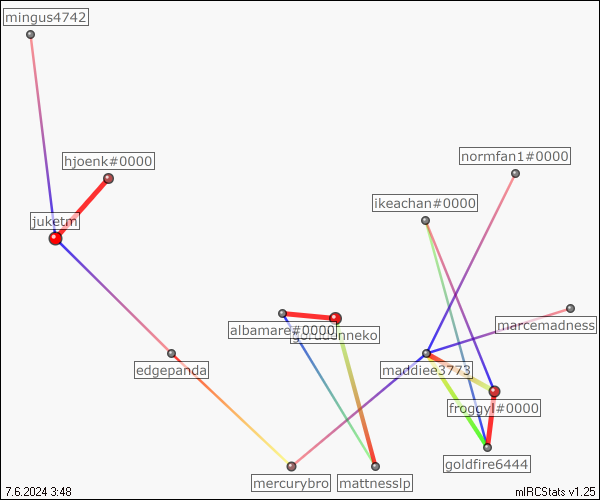 mingus4742
hjoenk#0000
normfan1#0000
ikeachan#0000
juketm
marcemadness
albamare#0000
maddiee3773
edgepanda
froggyl#0000
goldfire6444
mercurybro
mattnesslp
7.6.2024 3:48
mIRCStats v1.25